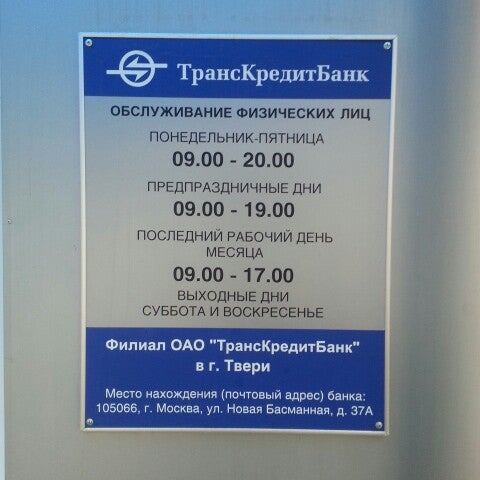 ТрансКредитБанк
ОБСЛУЖИВАНИЕ ФИЗИЧЕСКИХ ЛИЦ
ПОНЕДЕЛЬНИК-ПЯТНИЦА
09.00 - 20.00
ПРЕДПРАЗДНИЧНЫЕ ДНИ
09.00 - 19.00
ПОСЛЕДНИЙ РАБОЧИЙ ДЕНЬ
МЕСЯЦА
09.00 - 17.00
ВЫХОДНЫЕ ДНИ
СУББОТА И ВОСКРЕСЕНЬЕ
Филиал ОАО "ТрансКредитБанк"
в г. Твери
Место нахождения (почтовый адрес) банка:
105066, г. Москва, ул. Новая Басманная, д. 37А